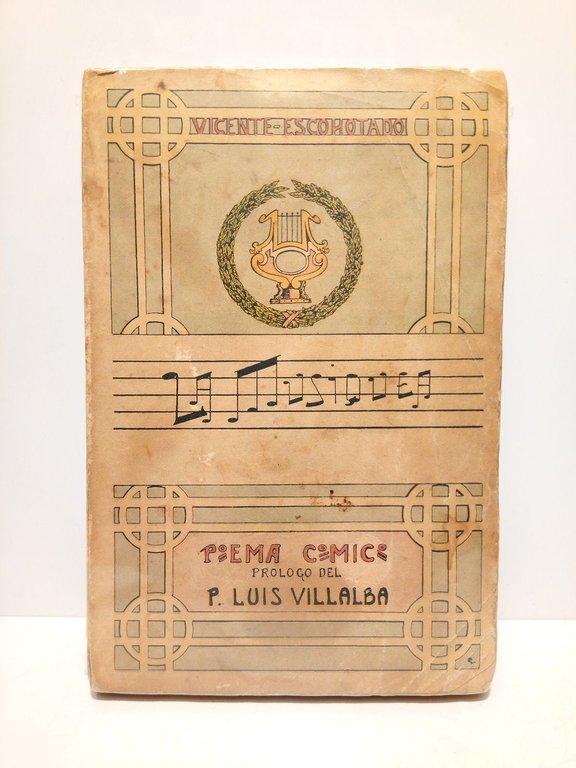 VICENTE-ESCOHOTADO
LA MUSIQUEA
POEMA COMICO
PROLOGO DEL
P. LUIS VILLALBA